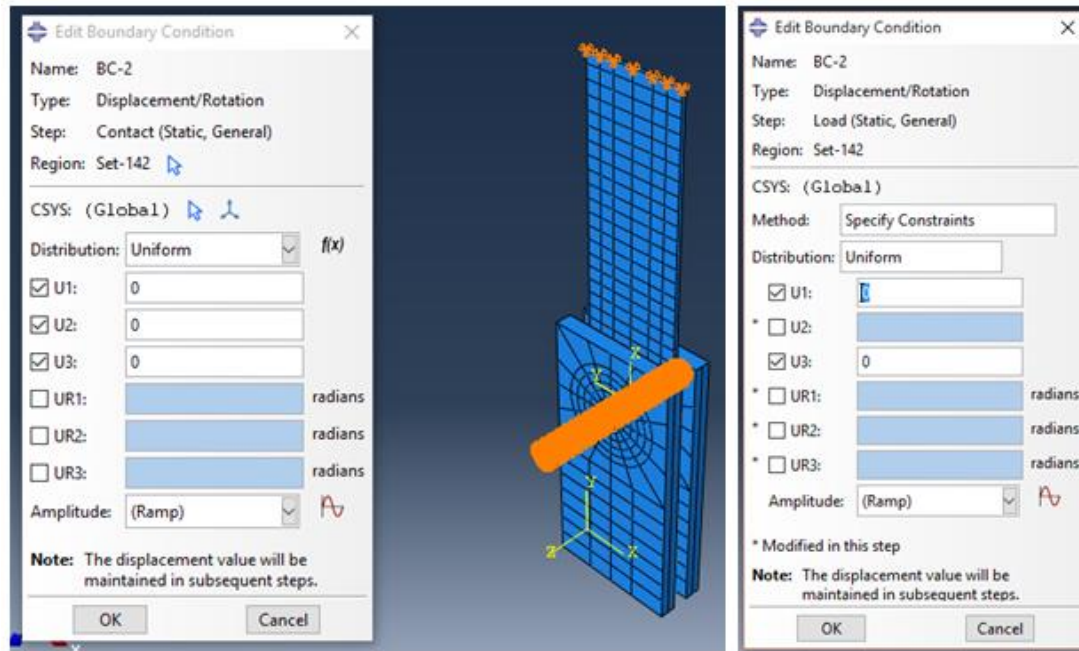 Edit Boundary Condition
Name: BC-2
Type: Displacement/Rotation
Step: Contact (Static, General)
Region: Set-142
CSYS: (Global)
Distribution: Uniform f(x)
U1: 0
U2: 0
U3: 0
UR1: radians
UR2: radians
UR3: radians
Amplitude: (Ramp)
Note: The displacement value will be
maintained in subsequent steps.
OK Cancel
X
X
Y
Y
Z
X
Edit Boundary Condition
Name: BC-2
Type: Displacement/Rotation
Step: Load (Static, General)
Region: Set-142
CSYS: (Global)
Method: Specify Constraints
Distribution: Uniform
U1: 0
* U2:
U3: 0
* UR1: radians
* UR2: radians
* UR3: radians
Amplitude: (Ramp)
* Modified in this step
Note: The displacement value will be
maintained in subsequent steps.
OK Cancel